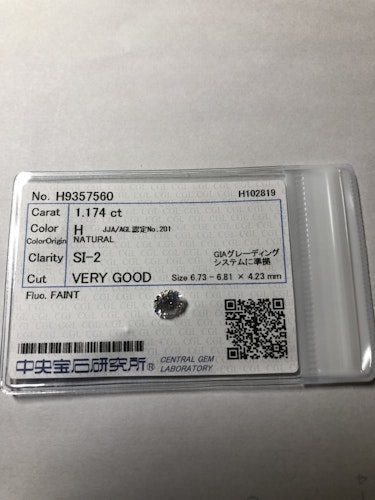 No. H9357560 H102819
Carat 1.174 ct
Color H JJA/AGL認定No.201
ColorOrigin NATURAL
Clarity SI-2 GIAグレーディング
システムに準拠
Cut VERY GOOD Size 6.73 - 6.81 × 4.23 mm
Fluo. FAINT
中央宝石研究所® CENTRAL GEM
LABORATORY